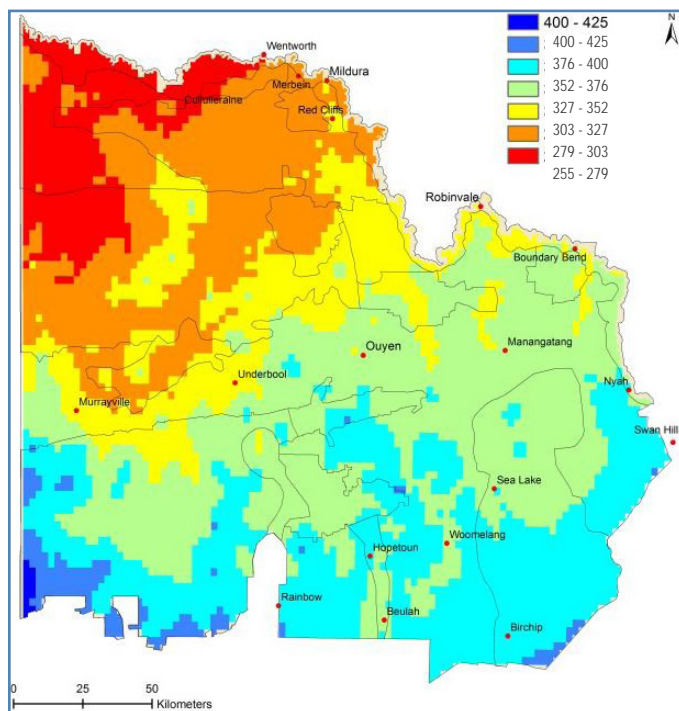 400 - 425
400 - 425
376 - 400
352 - 376
327 - 352
303 - 327
279 - 303
255 - 279
N
Wentworth
Merbein
Mildura
Cullulleraine
Red Cliffs
Robinvale
Boundary Bend
Ouyen
Manangatang
Underbool
Nyah
Murrayville
Swan Hill
Sea Lake
Woomelang
Hopetoun
Rainbow
Beulah
Birchip
0 25 50
Kilometers